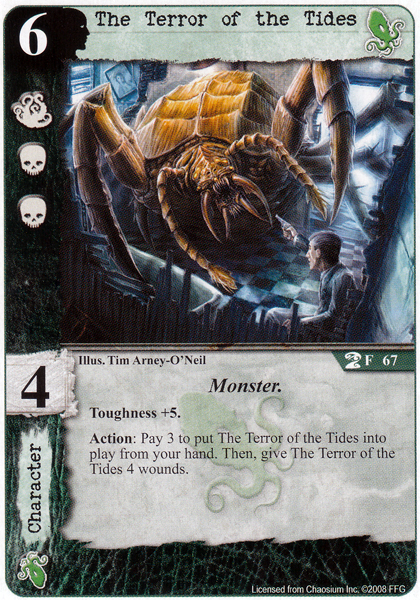 6
The Terror of the Tides
Illus. Tim Arney-O'Neil
F 67
4
Monster.
Toughness +5.
Action: Pay 3 to put The Terror of the Tides into
play from your hand. Then, give The Terror of the
Tides 4 wounds.
Character
Licensed from Chaosium Inc. ©2008 FFG